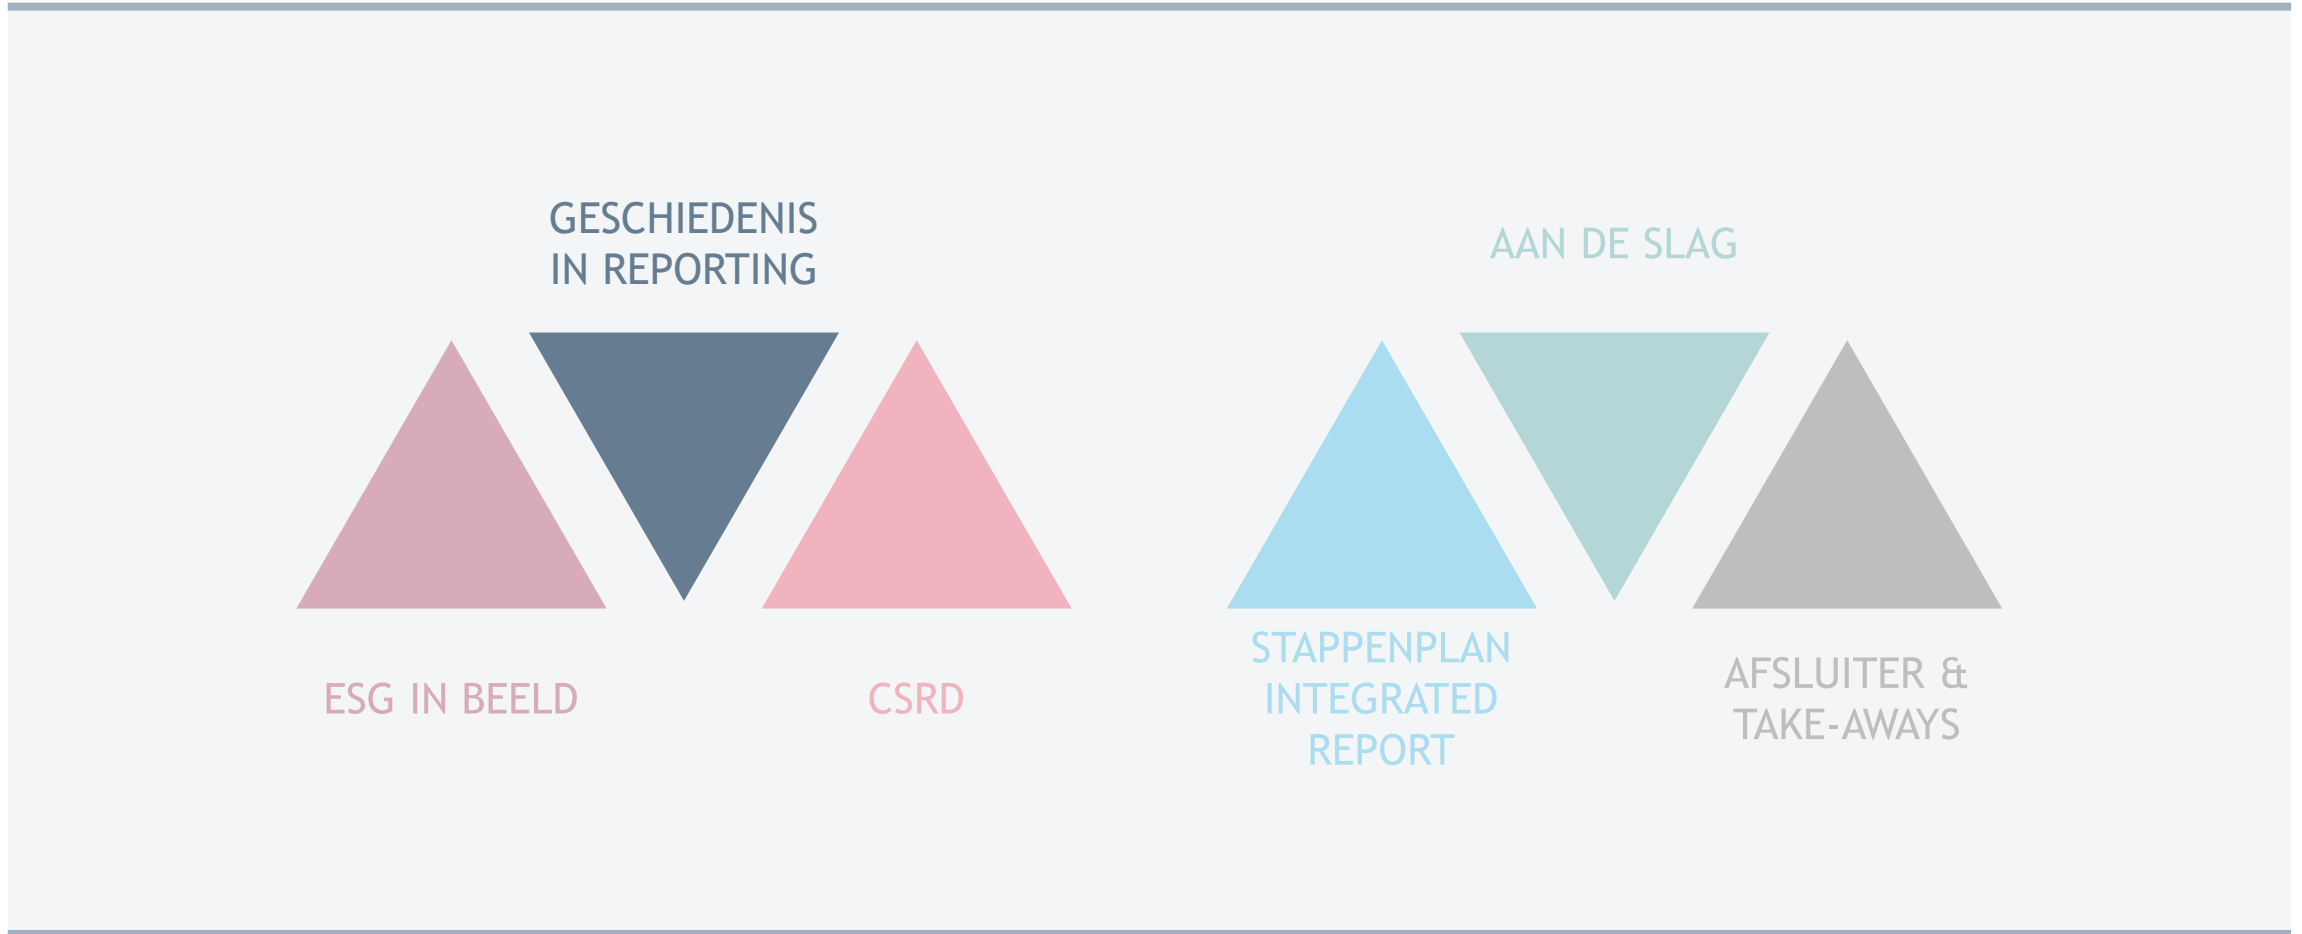 GESCHIEDENIS
IN REPORTING
AAN DE SLAG
ESG IN BEELD
CSRD
STAPPENPLAN
INTEGRATED
REPORT
AFSLUITER &
TAKE-AWAYS